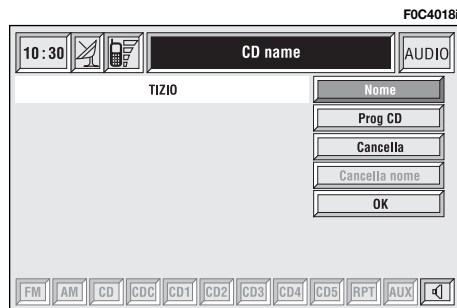 F0C4018i
10:30 CD name AUDIO
TIZIO Nome
Prog CD
Cancella
Cancella nome
OK
FM AM CD CDC CD1 CD2 CD3 CD4 CD5 RPT AUX